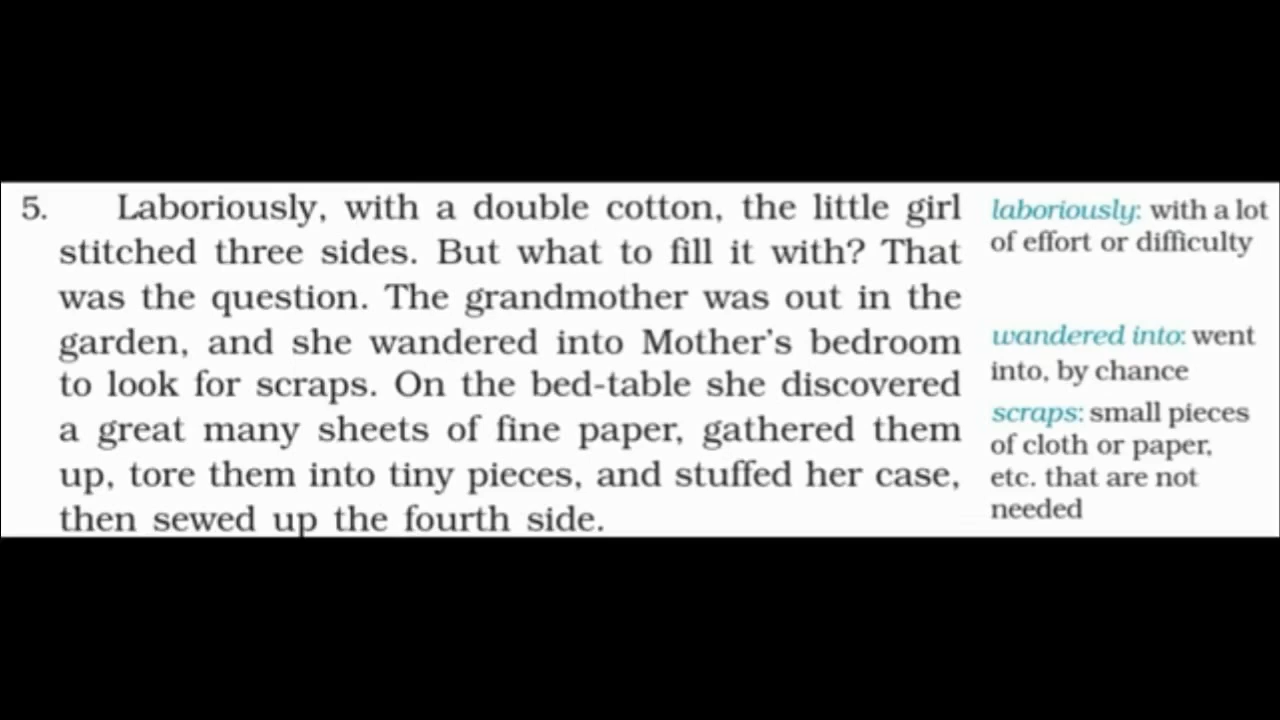 5. Laboriously, with a double cotton, the little girl
stitched three sides. But what to fill it with? That
was the question. The grandmother was out in the
garden, and she wandered into Mother's bedroom
to look for scraps. On the bed-table she discovered
a great many sheets of fine paper, gathered them
up, tore them into tiny pieces, and stuffed her case,
then sewed up the fourth side.
laboriously: with a lot
of effort or difficulty
wandered into: went
into, by chance
scraps: small pieces
of cloth or paper,
etc. that are not
needed